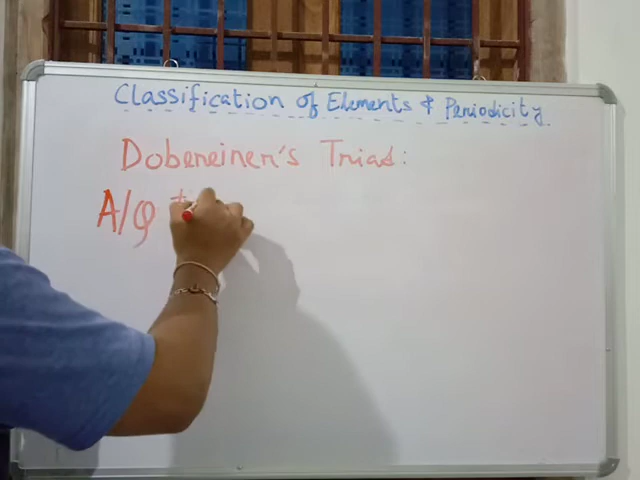 Classification of Elements & Periodicity
Dobereiner's Triad:
A/Q